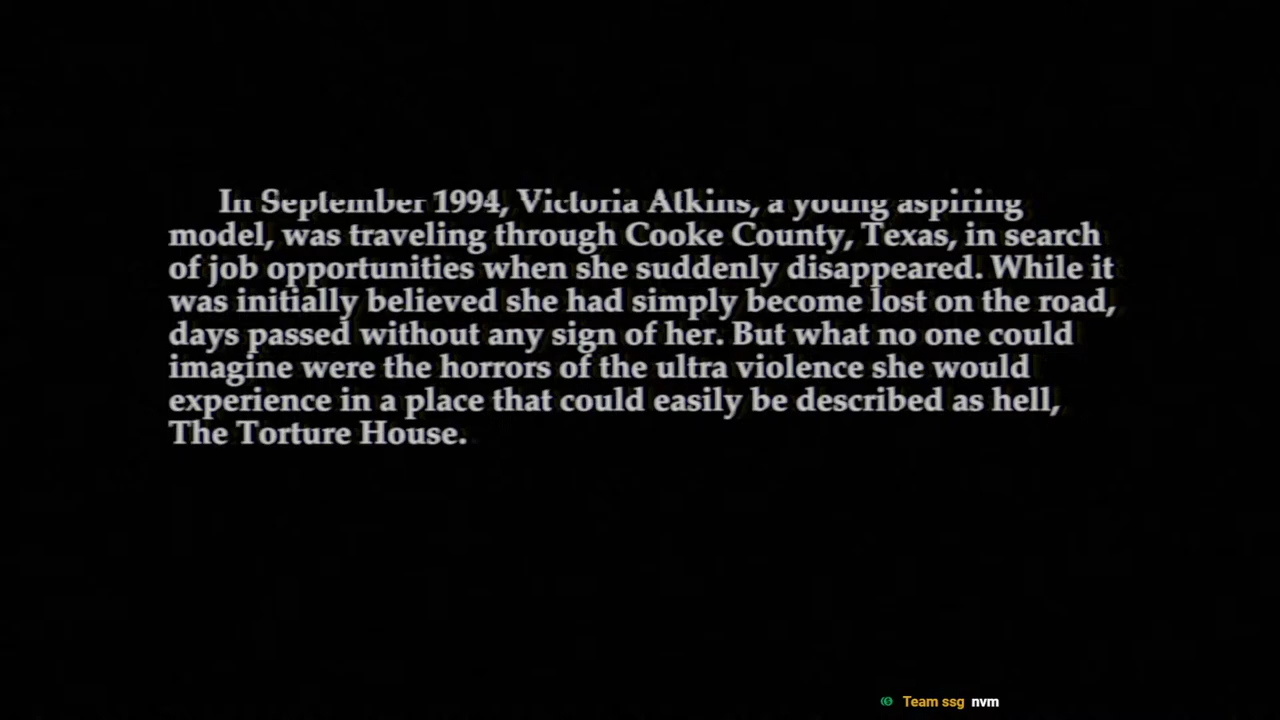 In September 1994, Victoria Atkins, a young aspiring
model, was traveling through Cooke County, Texas, in search
of job opportunities when she suddenly disappeared. While it
was initially believed she had simply become lost on the road,
days passed without any sign of her. But what no one could
imagine were the horrors of the ultra violence she would
experience in a place that could easily be described as hell,
The Torture House.
Team ssg nvm